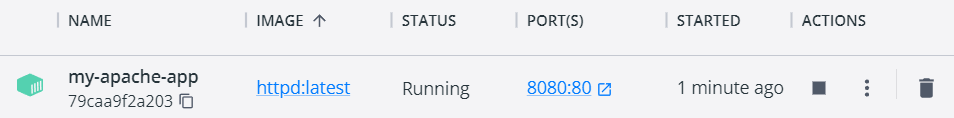 NAME IMAGE ↑ STATUS PORT(S) STARTED ACTIONS
my-apache-app httpd:latest Running 8080:80 1 minute ago
79caa9f2a203